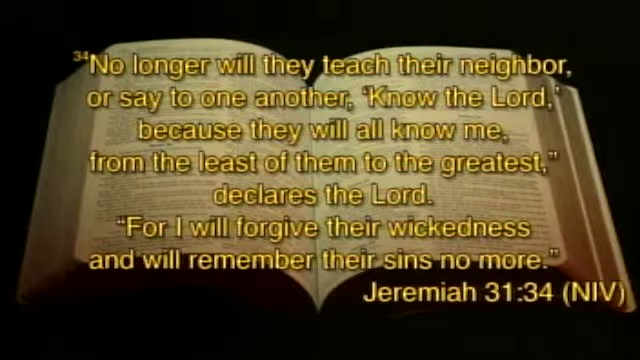 ³⁴"No longer will they teach their neighbor,
or say to one another, 'Know the Lord,'
because they will all know me,
from the least of them to the greatest,"
declares the Lord.
"For I will forgive their wickedness
and will remember their sins no more."
Jeremiah 31:34 (NIV)